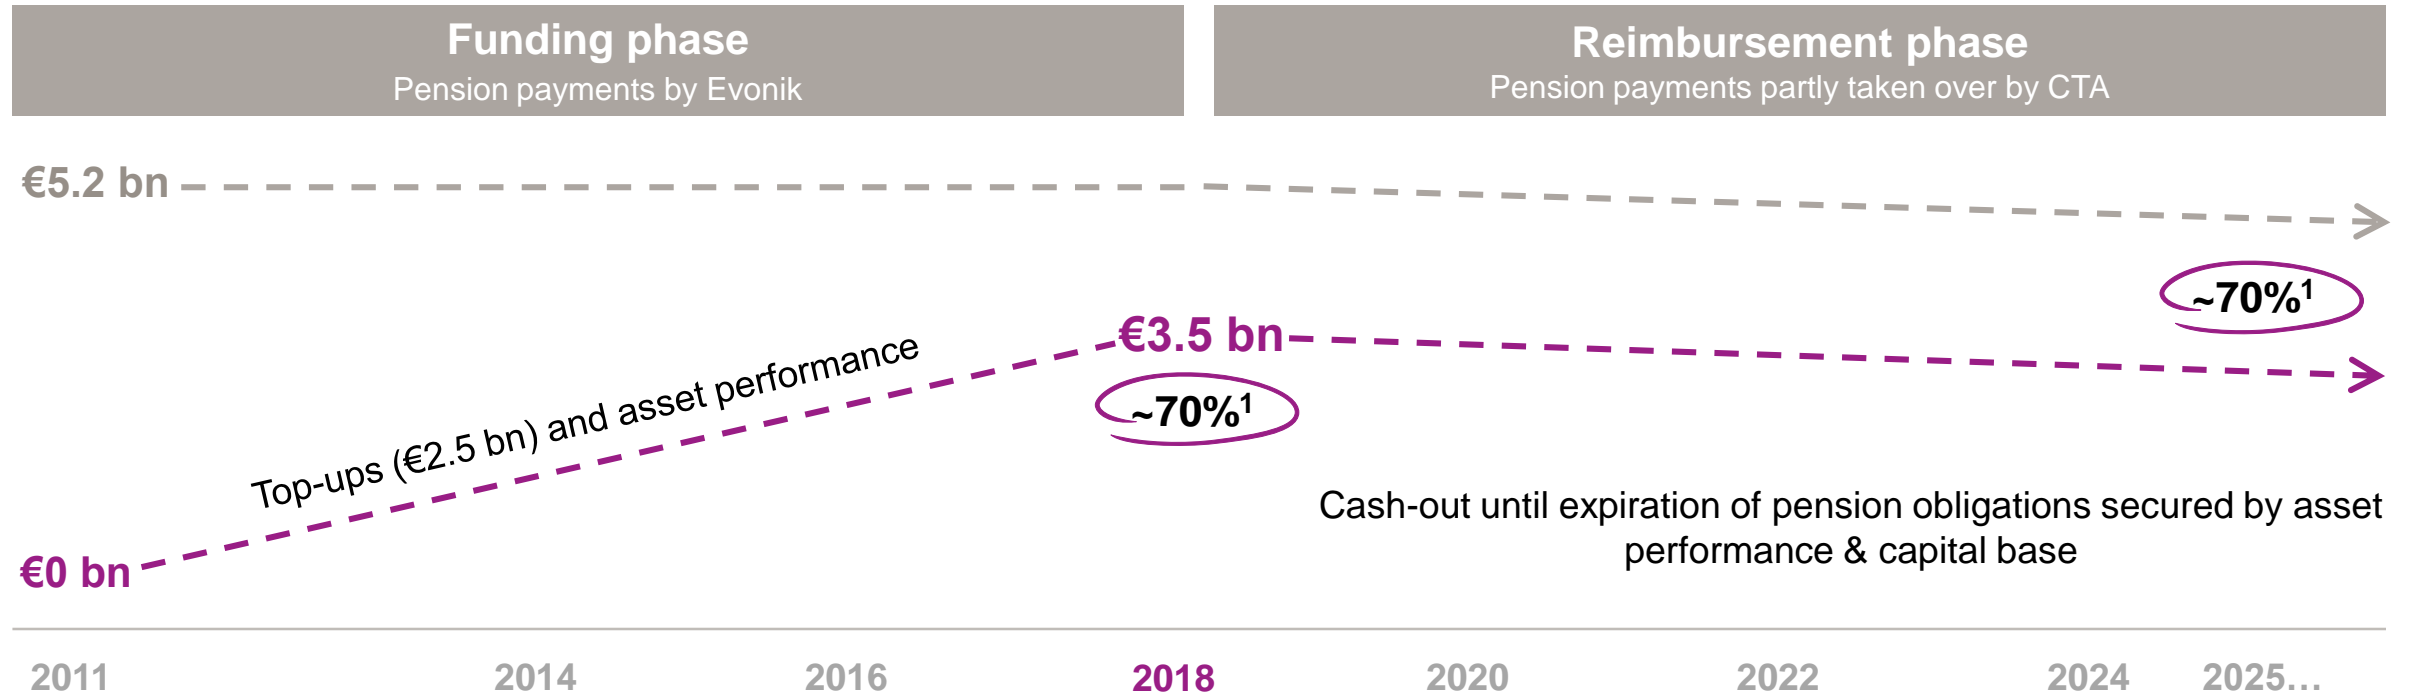 Funding phase
Pension payments by Evonik
Reimbursement phase
Pension payments partly taken over by CTA
€5.2 bn
~70%¹
€3.5 bn
Top-ups (€2.5 bn) and asset performance
~70%¹
Cash-out until expiration of pension obligations secured by asset
performance & capital base
€0 bn
2011 2014 2016 2018 2020 2022 2024 2025…